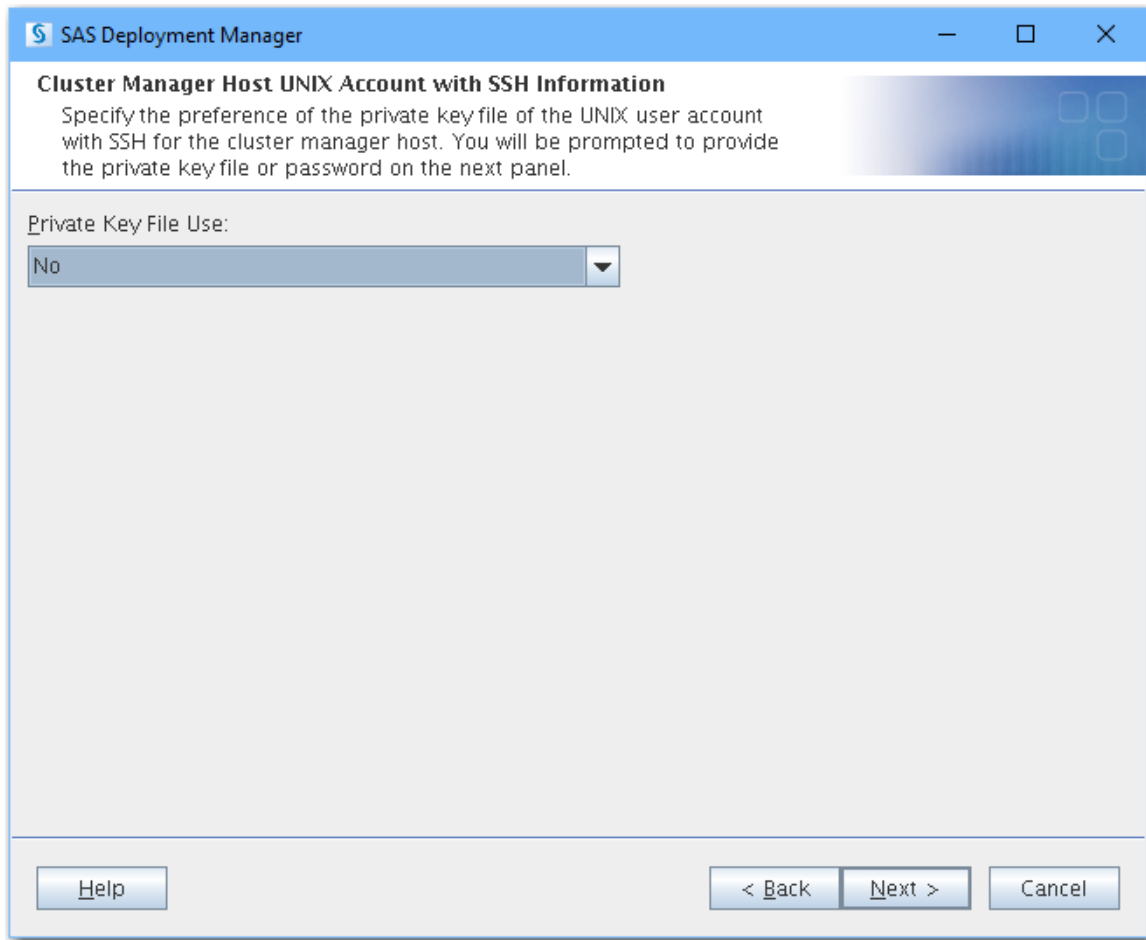 SAS Deployment Manager
Cluster Manager Host UNIX Account with SSH Information
Specify the preference of the private key file of the UNIX user account
with SSH for the cluster manager host. You will be prompted to provide
the private key file or password on the next panel.
Private Key File Use:
No
Help
< Back
Next >
Cancel